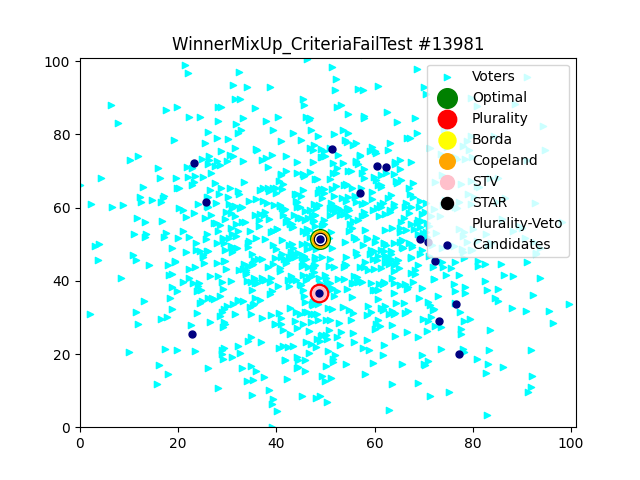 WinnerMixUp_CriteriaFailTest #13981
Voters
Optimal
Plurality
Borda
Copeland
STV
STAR
Plurality-Veto
Candidates
100
80
60
40
20
0
0 20 40 60 80 100